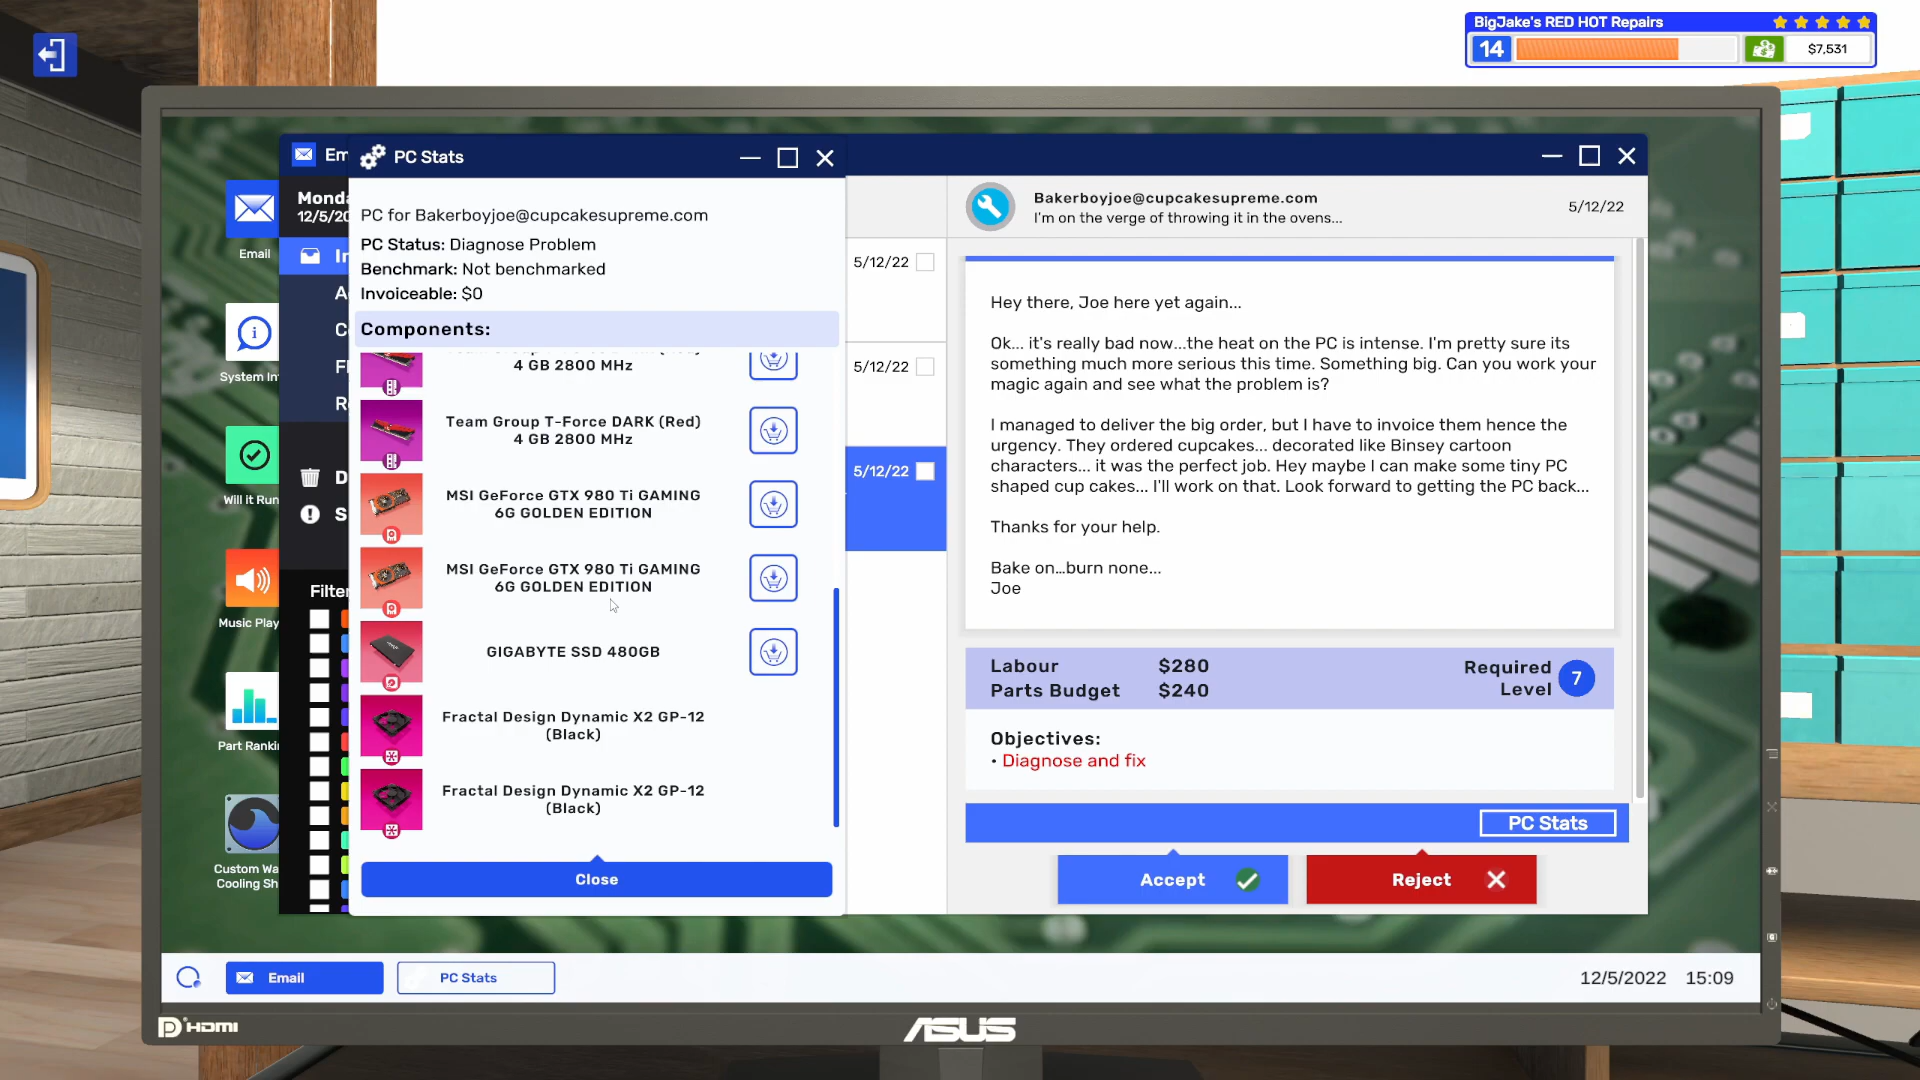 BigJake's RED HOT Repairs
14
$7,531
Em
PC Stats
Monda
12/5/20
PC for Bakerboyjoe@cupcakesupreme.com
PC Status: Diagnose Problem
Benchmark: Not benchmarked
Invoiceable: $0
Components:
4 GB 2800 MHz
Team Group T-Force DARK (Red)
4 GB 2800 MHz
MSI GeForce GTX 980 Ti GAMING
6G GOLDEN EDITION
MSI GeForce GTX 980 Ti GAMING
6G GOLDEN EDITION
GIGABYTE SSD 480GB
Fractal Design Dynamic X2 GP-12
(Black)
Fractal Design Dynamic X2 GP-12
(Black)
Close
Email
System In
Will it Run
Music Play
Part Rankin
Custom Wa
Cooling Sh
In
A
C
F
R
D
S
Filter
5/12/22
5/12/22
5/12/22
Bakerboyjoe@cupcakesupreme.com
I'm on the verge of throwing it in the ovens...
5/12/22
Hey there, Joe here yet again...
Ok... it's really bad now...the heat on the PC is intense. I'm pretty sure its
something much more serious this time. Something big. Can you work your
magic again and see what the problem is?
I managed to deliver the big order, but I have to invoice them hence the
urgency. They ordered cupcakes... decorated like Binsey cartoon
characters... it was the perfect job. Hey maybe I can make some tiny PC
shaped cup cakes... I'll work on that. Look forward to getting the PC back...
Thanks for your help.
Bake on...burn none...
Joe
Labour $280
Parts Budget $240
Required
Level 7
Objectives:
• Diagnose and fix
PC Stats
Accept
Reject
Email
PC Stats
12/5/2022 15:09
HDMI
ASUS